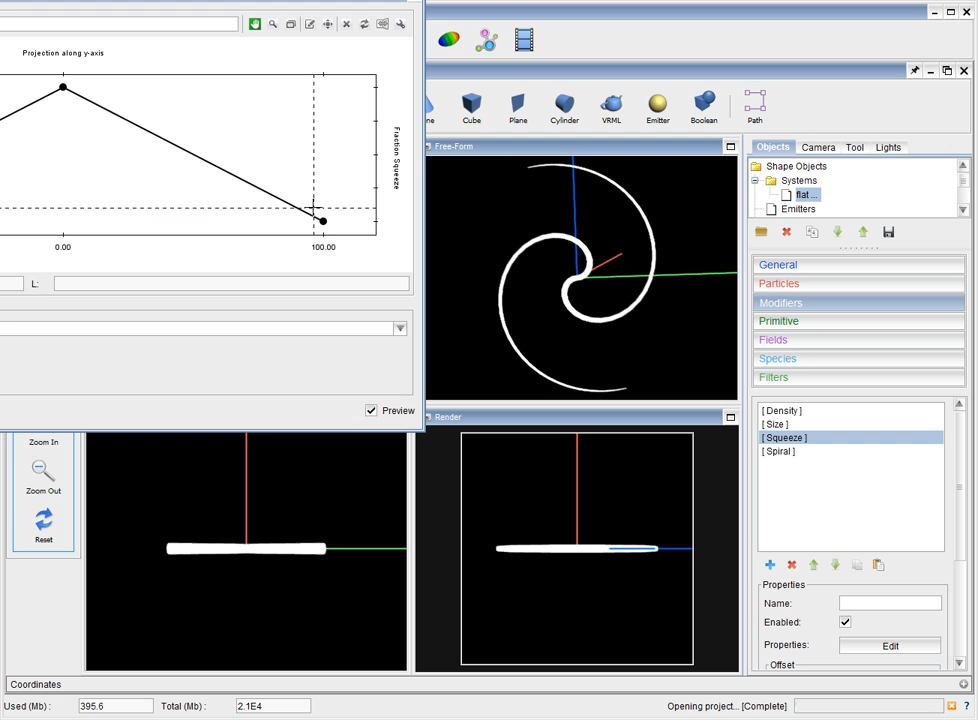 Projection along y-axis
Fraction Squeeze
0.00
100.00
L:
Preview
Cube
Plane
Cylinder
VRML
Emitter
Boolean
Path
Free-Form
Objects
Camera
Tool
Lights
Shape Objects
Systems
flat ...
Emitters
General
Particles
Modifiers
Primitive
Fields
Species
Filters
[ Density ]
[ Size ]
[ Squeeze ]
[ Spiral ]
Properties
Name:
Enabled:
Properties:
Edit
Offset
Render
Zoom In
Zoom Out
Reset
Coordinates
Used (Mb) :
395.6
Total (Mb) :
2.1E4
Opening project... [Complete]
?